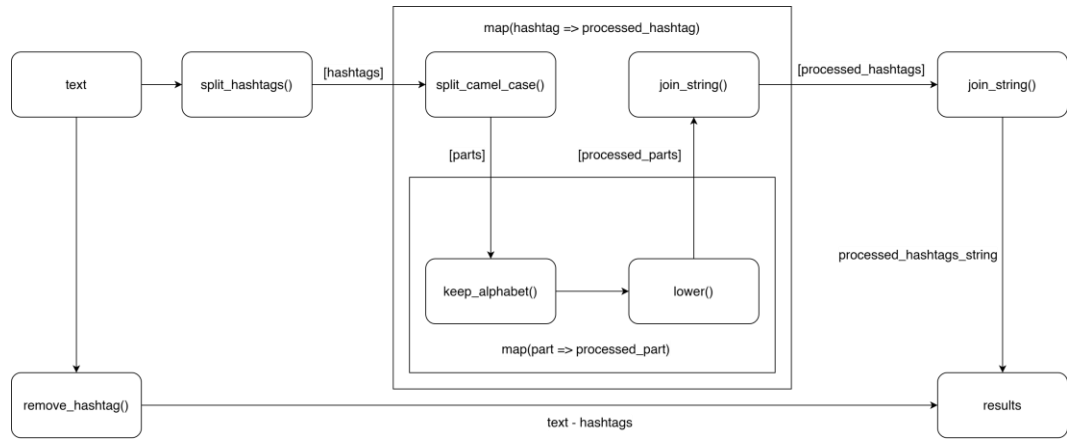 map(hashtag => processed_hashtag)
text
split_hashtags()
[hashtags]
split_camel_case()
join_string()
[processed_hashtags]
join_string()
[parts]
[processed_parts]
processed_hashtags_string
keep_alphabet()
lower()
map(part => processed_part)
remove_hashtag()
text - hashtags
results